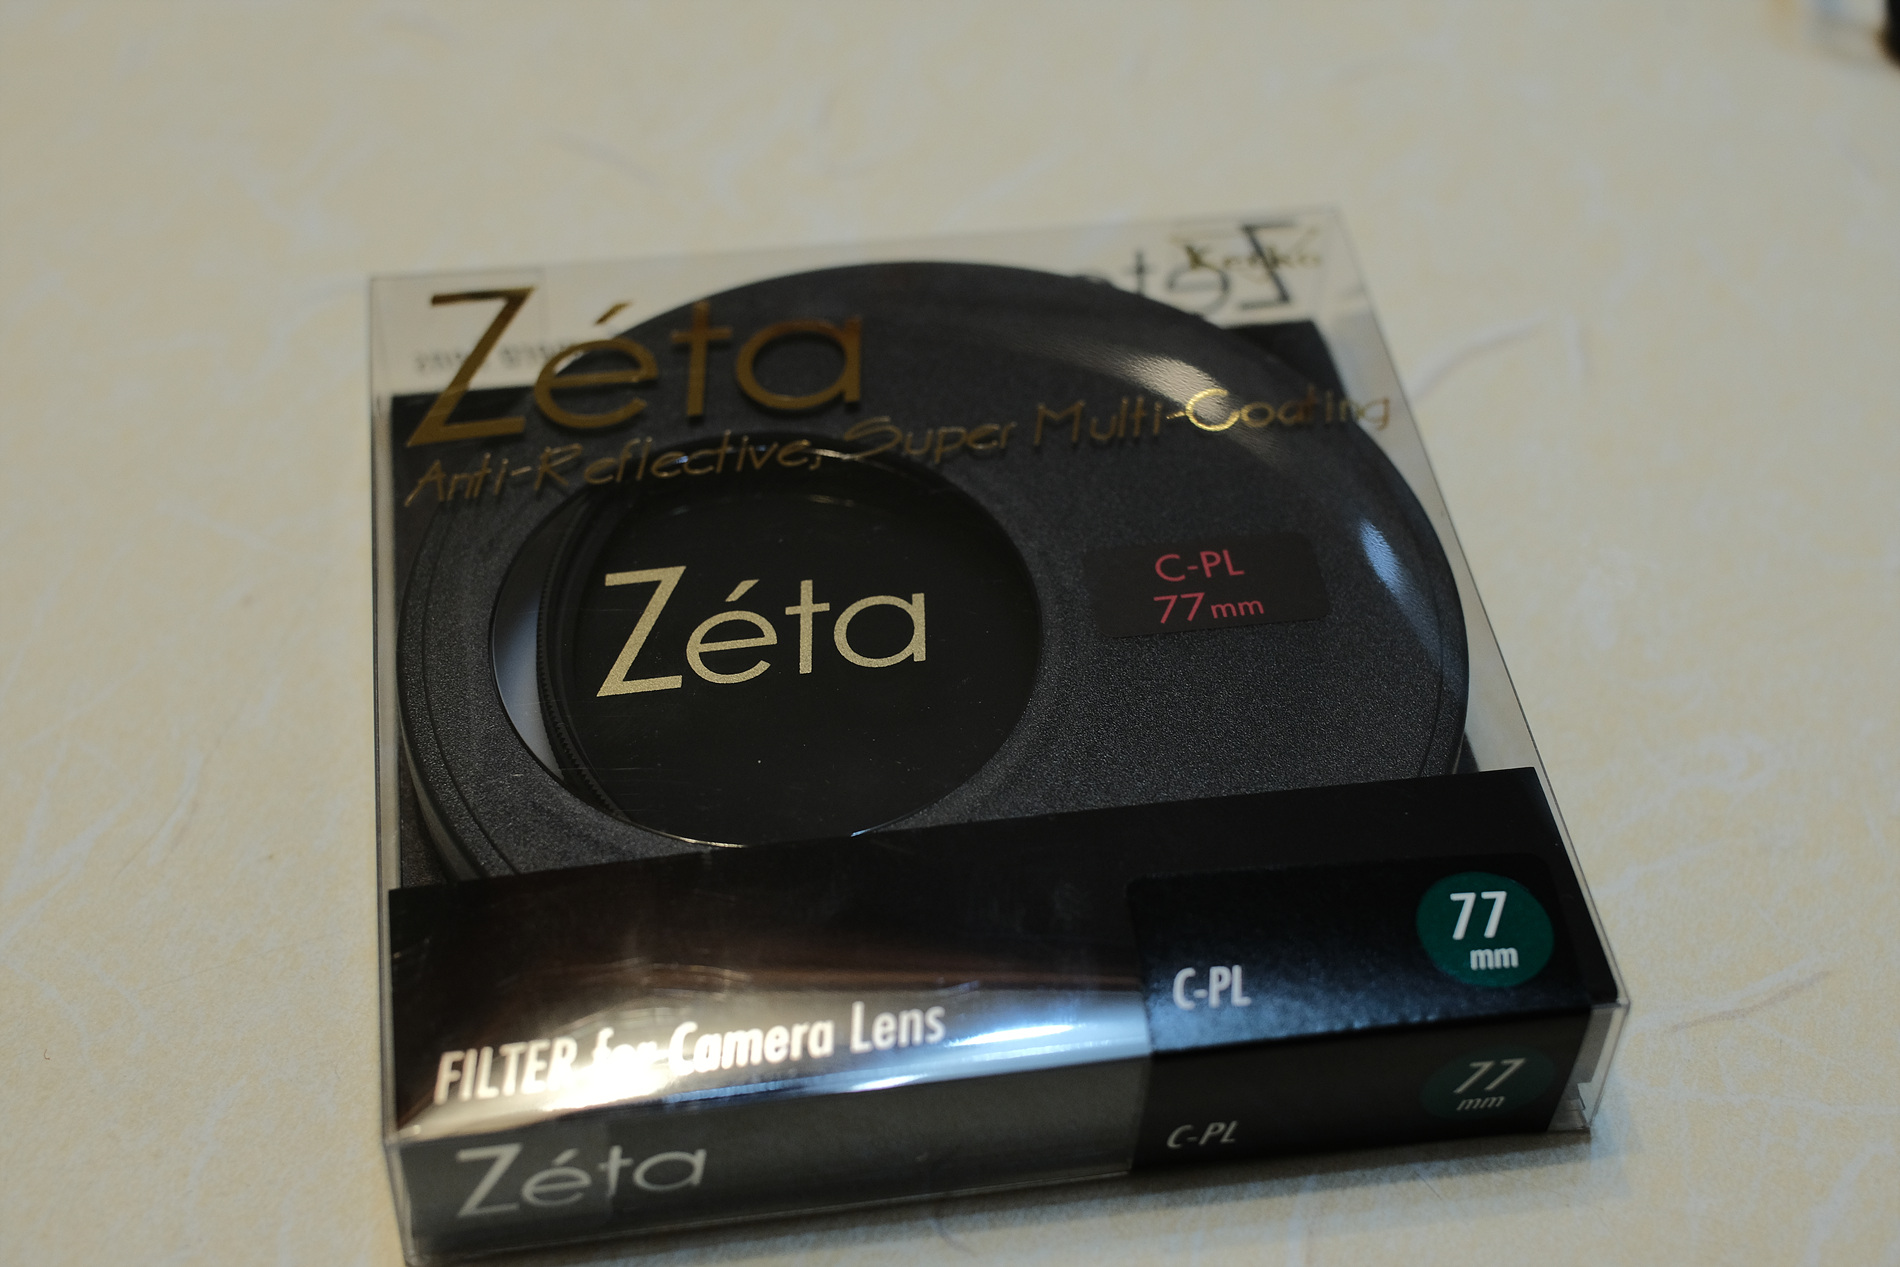 Kenko
Zéta
Anti-Reflective, Super Multi-Coating
Zéta
C-PL
77mm
77
mm
C-PL
FILTER for Camera Lens
77
mm
C-PL
Zéta